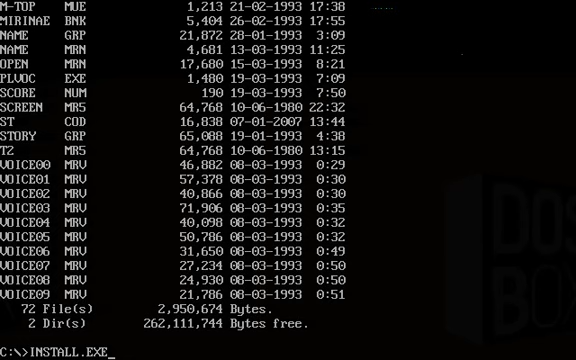 M-TOP    MUE          1,213 21-02-1993 17:38
MIRINAE  BNK          5,404 26-02-1993 17:55
NAME     GRP         21,872 28-01-1993  3:09
NAME     MRN          4,681 13-03-1993 11:25
OPEN     MRN         17,680 15-03-1993  8:21
PLVOC    EXE          1,480 19-03-1993  7:09
SCORE    NUM            190 19-03-1993  7:50
SCREEN   MR5         64,768 10-06-1980 22:32
ST       COD         16,838 07-01-2007 13:44
STORY    GRP         65,088 19-01-1993  4:38
T2       MR5         64,768 10-06-1980 13:15
VOICE00  MRV         46,882 08-03-1993  0:29
VOICE01  MRV         57,378 08-03-1993  0:30
VOICE02  MRV         40,866 08-03-1993  0:30
VOICE03  MRV         71,906 08-03-1993  0:35
VOICE04  MRV         40,098 08-03-1993  0:32
VOICE05  MRV         50,786 08-03-1993  0:32
VOICE06  MRV         31,650 08-03-1993  0:49
VOICE07  MRV         27,234 08-03-1993  0:50
VOICE08  MRV         24,930 08-03-1993  0:50
VOICE09  MRV         21,786 08-03-1993  0:51
72 File(s)        2,950,674 Bytes.
2 Dir(s)       262,111,744 Bytes free.
C:\>INSTALL.EXE_
DOS
BOX